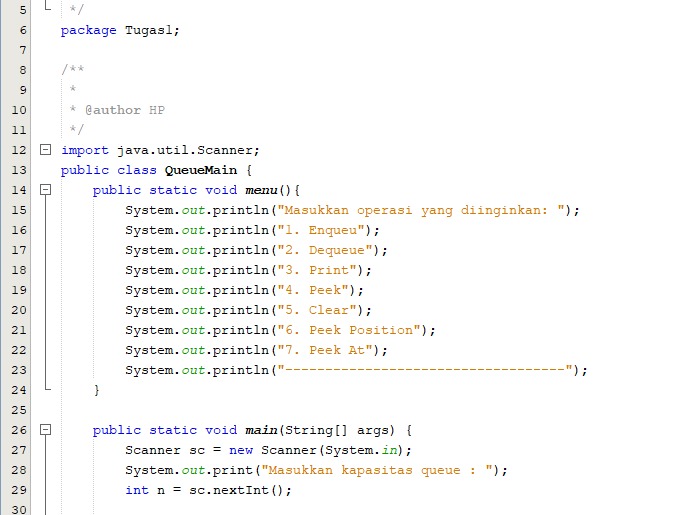 5 */
6 package Tugas1;
7
8 /**
9 *
10 * @author HP
11 */
12 import java.util.Scanner;
13 public class QueueMain {
14 public static void menu(){
15 System.out.println("Masukkan operasi yang diinginkan: ");
16 System.out.println("1. Enqueu");
17 System.out.println("2. Dequeue");
18 System.out.println("3. Print");
19 System.out.println("4. Peek");
20 System.out.println("5. Clear");
21 System.out.println("6. Peek Position");
22 System.out.println("7. Peek At");
23 System.out.println("-----------------------------------");
24 }
25
26 public static void main(String[] args) {
27 Scanner sc = new Scanner(System.in);
28 System.out.print("Masukkan kapasitas queue : ");
29 int n = sc.nextInt();
30